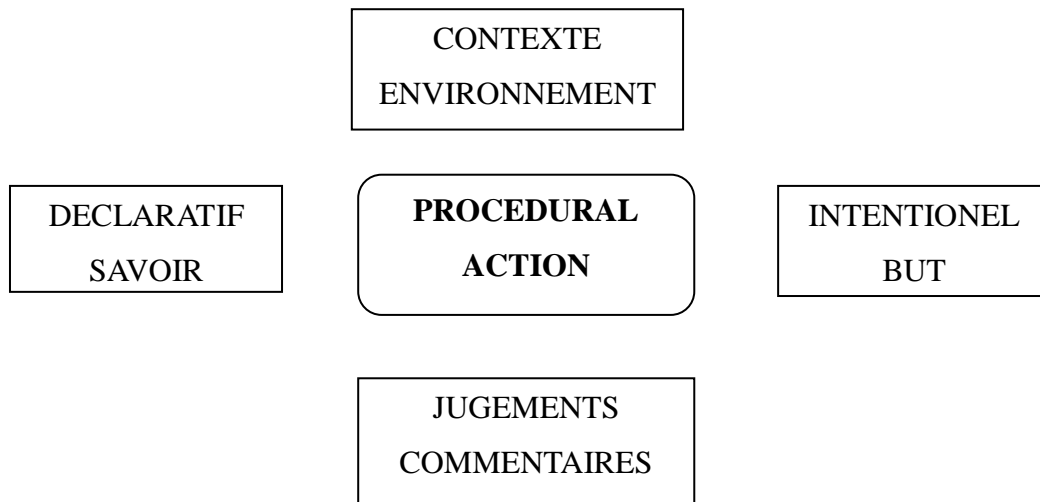 CONTEXTE
ENVIRONNEMENT
DECLARATIF
SAVOIR
PROCEDURAL
ACTION
INTENTIONEL
BUT
JUGEMENTS
COMMENTAIRES